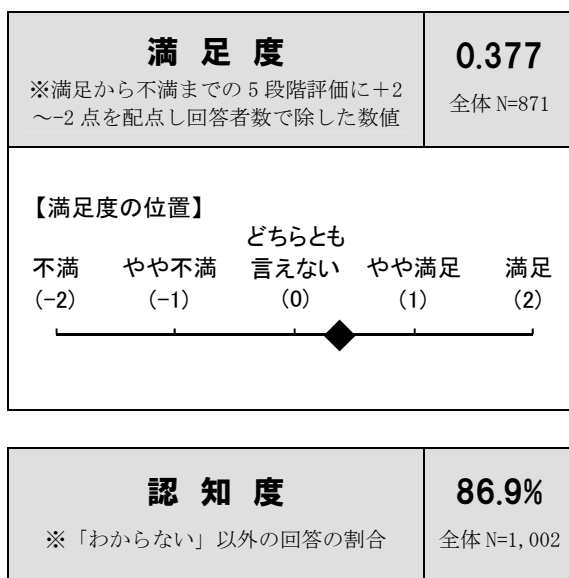 満 足 度
※満足から不満までの 5 段階評価に＋2
～-2 点を配点し回答者数で除した数値
0.377
全体 N=871
【満足度の位置】
どちらとも
不満 やや不満 言えない やや満足 満足
(-2) (-1) (0) (1) (2)
認 知 度
※「わからない」以外の回答の割合
86.9%
全体 N=1,002